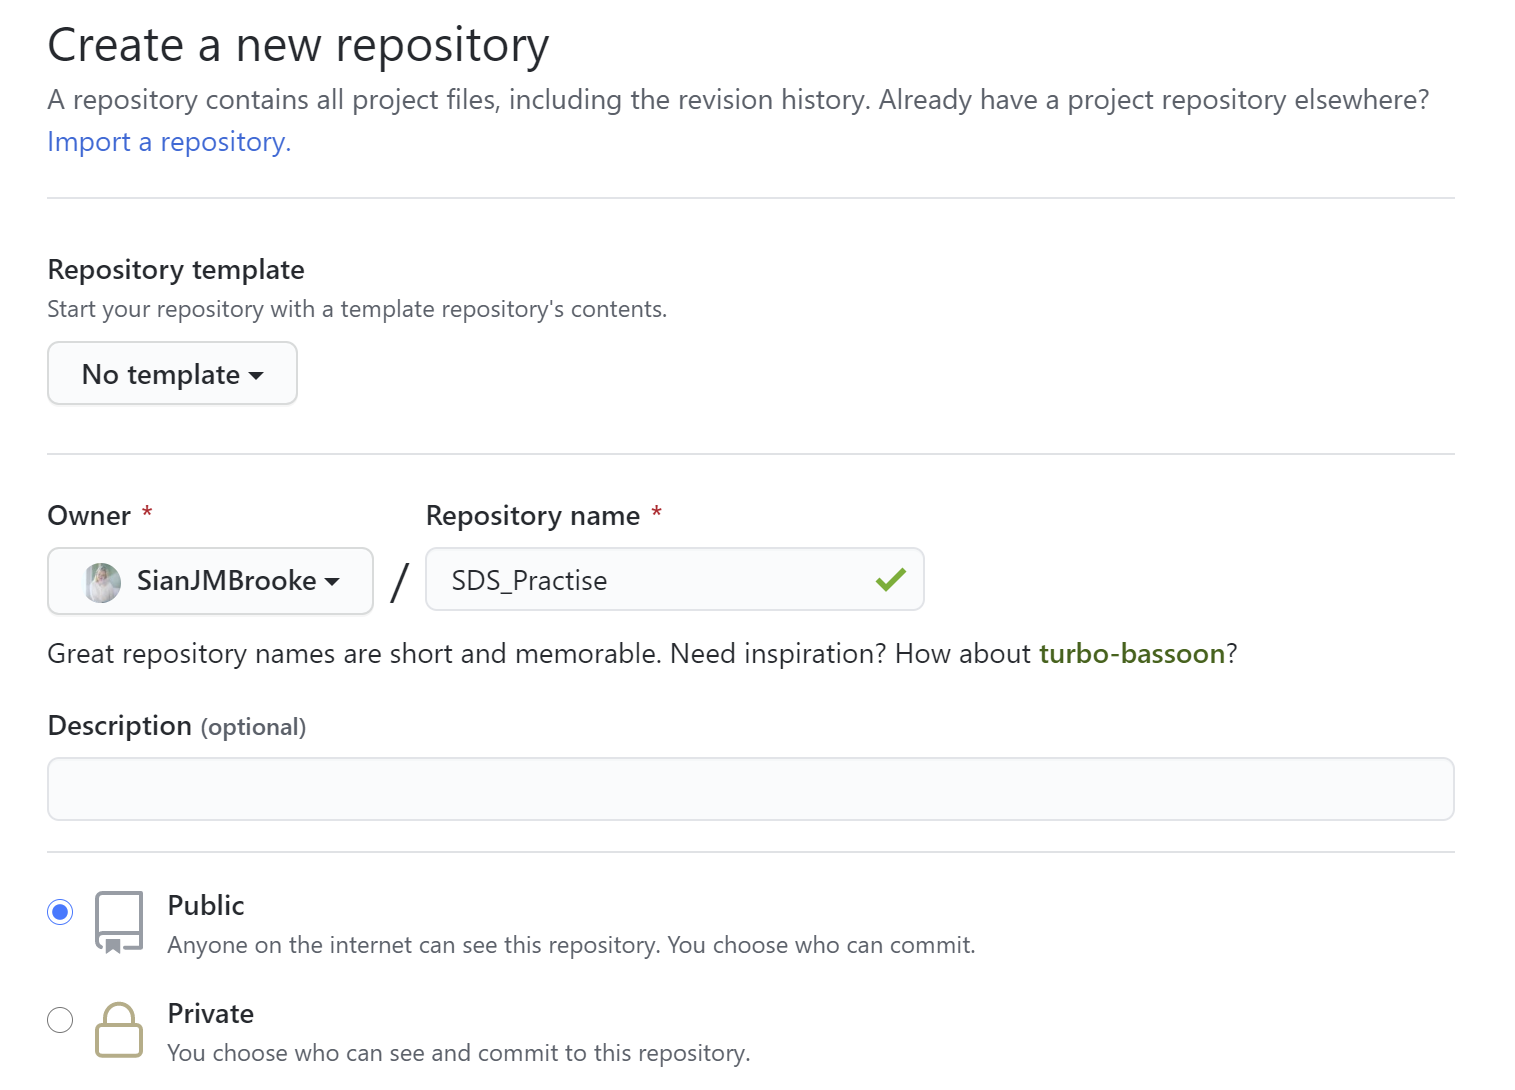 Create a new repository
A repository contains all project files, including the revision history. Already have a project repository elsewhere?
Import a repository.
Repository template
Start your repository with a template repository's contents.
No template
Owner *
Repository name *
SianJMBrooke
/
SDS_Practise
Great repository names are short and memorable. Need inspiration? How about turbo-bassoon?
Description (optional)
Public
Anyone on the internet can see this repository. You choose who can commit.
Private
You choose who can see and commit to this repository.